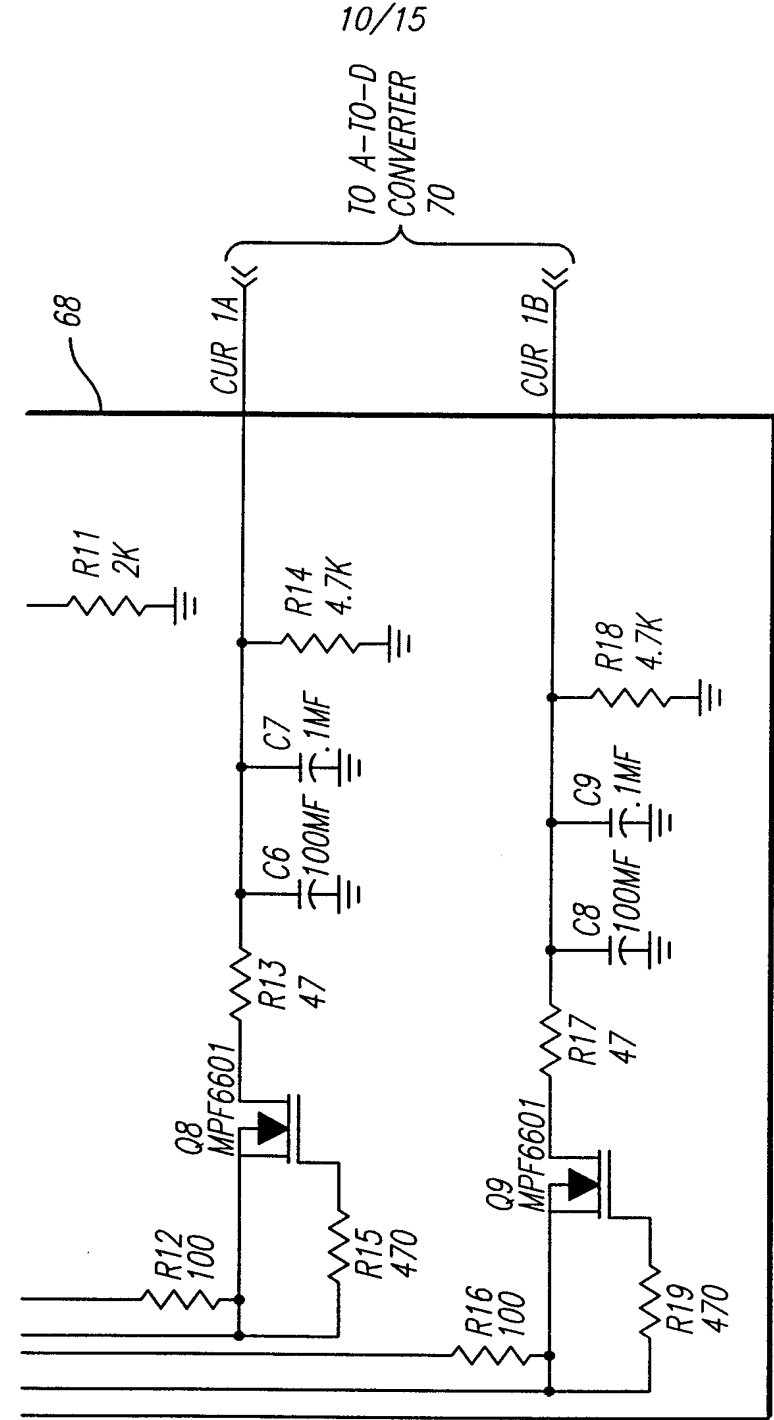 10/15
TO A-TO-D
CONVERTER
70
68
CUR 1A
CUR 1B
R11
2K
R14
4.7K
C7
.1MF
C6
100MF
R13
47
Q8
MPF6601
R12
100
R15
470
R18
4.7K
C9
.1MF
C8
100MF
R17
47
Q9
MPF6601
R16
100
R19
470